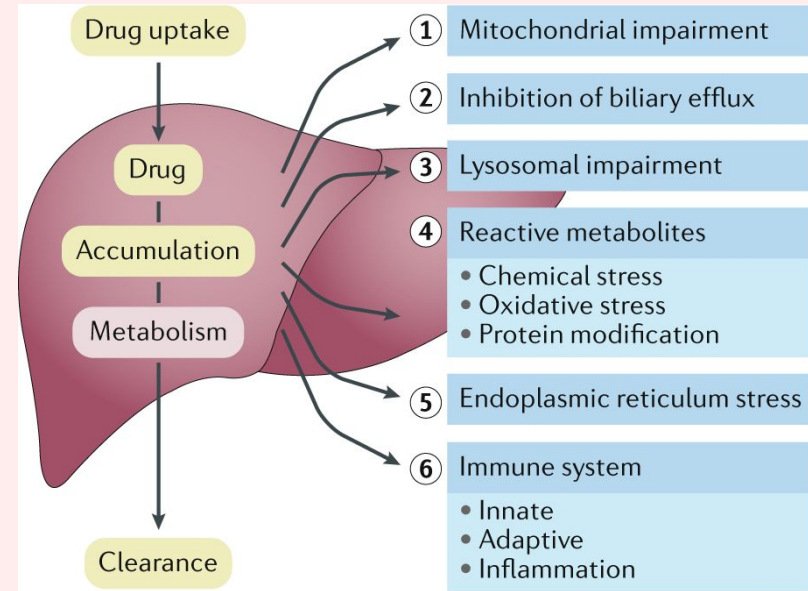 Drug uptake
Drug
Accumulation
Metabolism
Clearance
1 Mitochondrial impairment
2 Inhibition of biliary efflux
3 Lysosomal impairment
4 Reactive metabolites
• Chemical stress
• Oxidative stress
• Protein modification
5 Endoplasmic reticulum stress
6 Immune system
• Innate
• Adaptive
• Inflammation